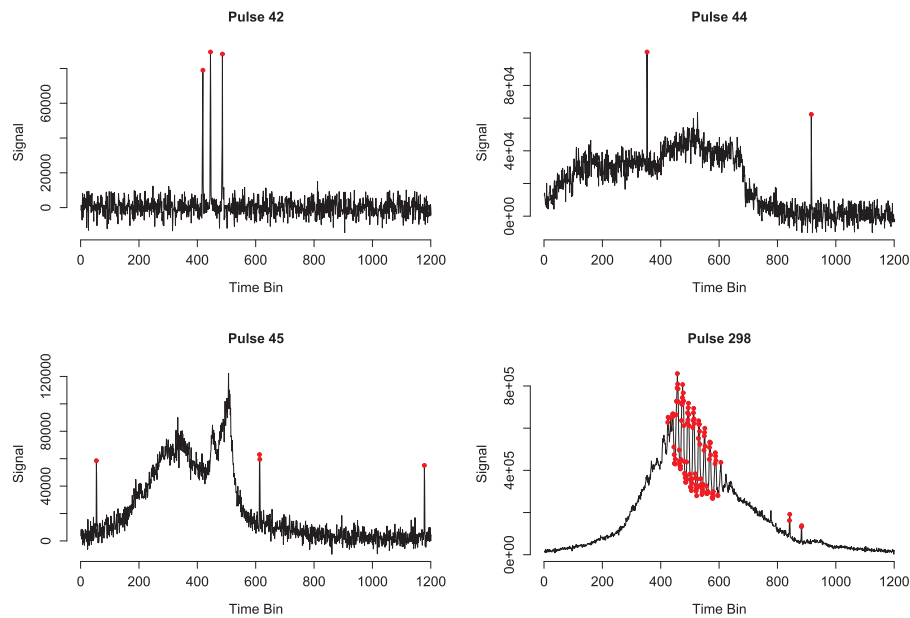 Pulse 42
Signal
0
20000
60000
0 200 400 600 800 1000 1200
Time Bin
Pulse 44
Signal
0e+00
4e+04
8e+04
0 200 400 600 800 1000 1200
Time Bin
Pulse 45
Signal
0
40000
80000
120000
0 200 400 600 800 1000 1200
Time Bin
Pulse 298
Signal
0e+00
4e+05
8e+05
0 200 400 600 800 1000 1200
Time Bin